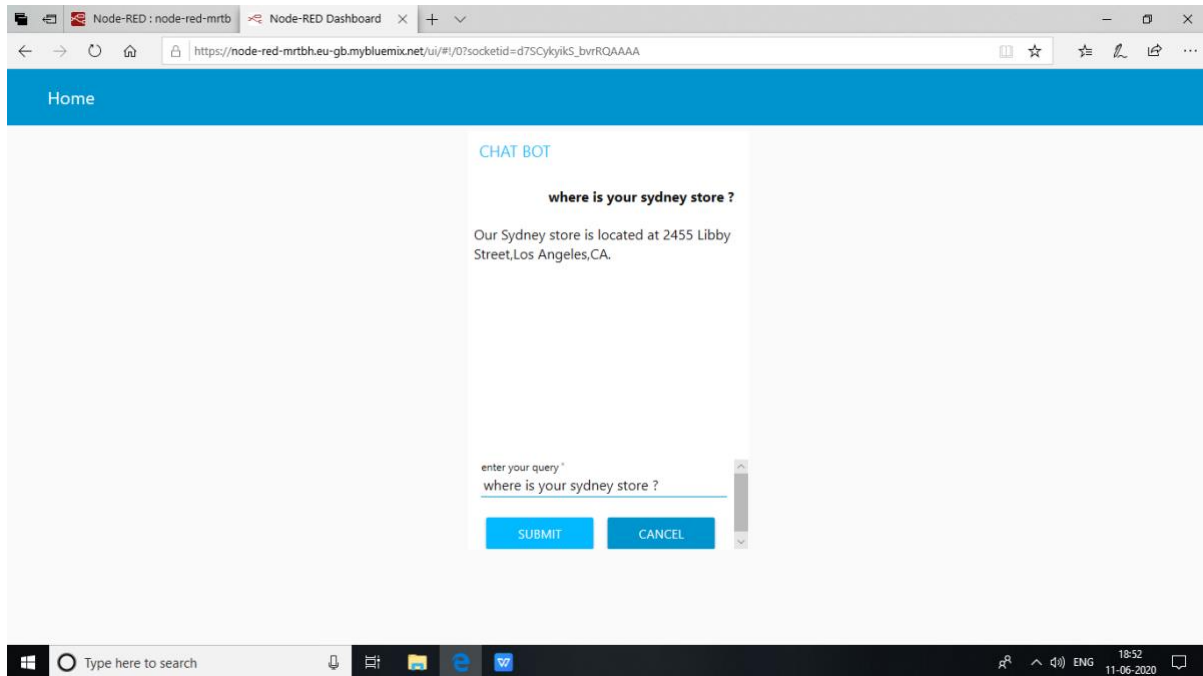 Node-RED : node-red-mrtb
Node-RED Dashboard
https://node-red-mrtbh.eu-gb.mybluemix.net/ui/#!/0?socketid=d7SCykyikS_bvrRQAAAA
Home
CHAT BOT
where is your sydney store ?
Our Sydney store is located at 2455 Libby
Street,Los Angeles,CA.
enter your query *
where is your sydney store ?
SUBMIT CANCEL
Type here to search
ENG
18:52
11-06-2020